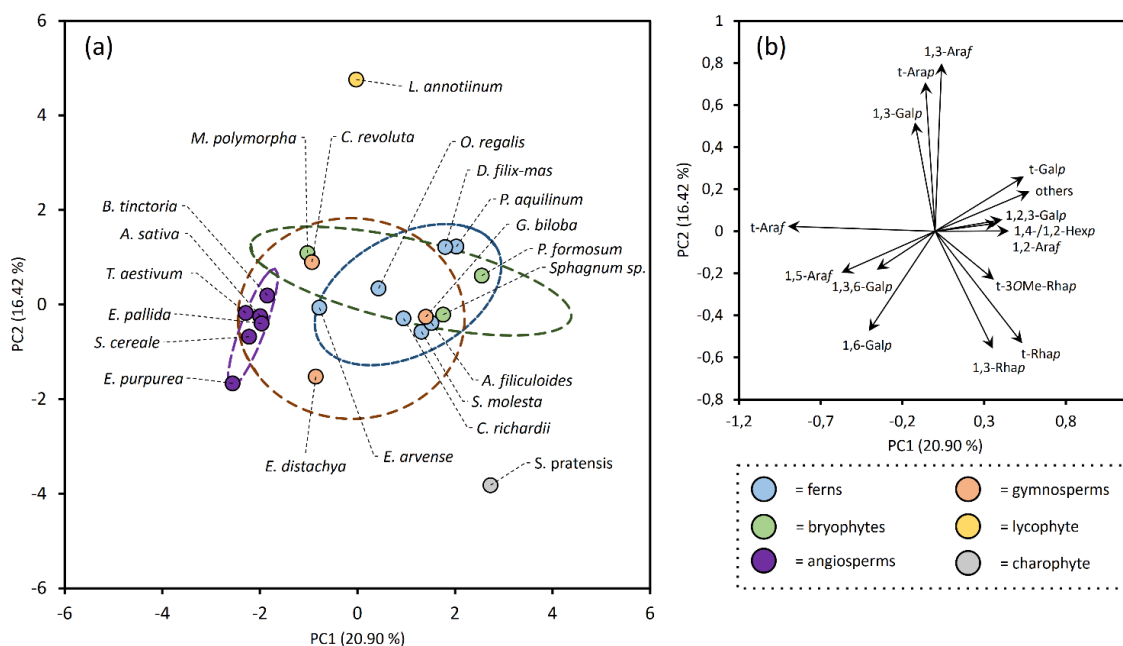 (a)
6
4
2
0
-2
-4
-6
PC2 (16.42 %)
-6
-4
-2
0
2
4
6
PC1 (20.90 %)
L. annotiinum
M. polymorpha
C. revoluta
O. regalis
D. filix-mas
P. aquilinum
G. biloba
P. formosum
Sphagnum sp.
B. tinctoria
A. sativa
T. aestivum
E. pallida
S. cereale
E. purpurea
E. distachya
E. arvense
A. filiculoides
S. molesta
C. richardii
S. pratensis
(b)
1
0,8
0,6
0,4
0,2
0
-0,2
-0,4
-0,6
-0,8
PC2 (16.42 %)
-1,2
-0,7
-0,2
0,3
0,8
PC1 (20.90 %)
1,3-Araf
t-Arap
1,3-Galp
t-Galp
others
1,2,3-Galp
1,4-/1,2-Hexp
1,2-Araf
t-Araf
1,5-Araf
1,3,6-Galp
t-3OMe-Rhap
1,6-Galp
t-Rhap
1,3-Rhap
= ferns
= gymnosperms
= bryophytes
= lycophyte
= angiosperms
= charophyte